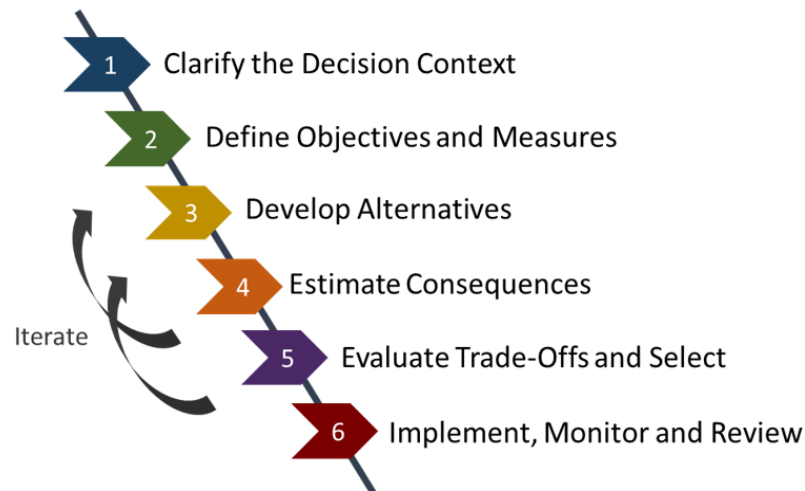 1 Clarify the Decision Context
2 Define Objectives and Measures
3 Develop Alternatives
4 Estimate Consequences
Iterate
5 Evaluate Trade-Offs and Select
6 Implement, Monitor and Review